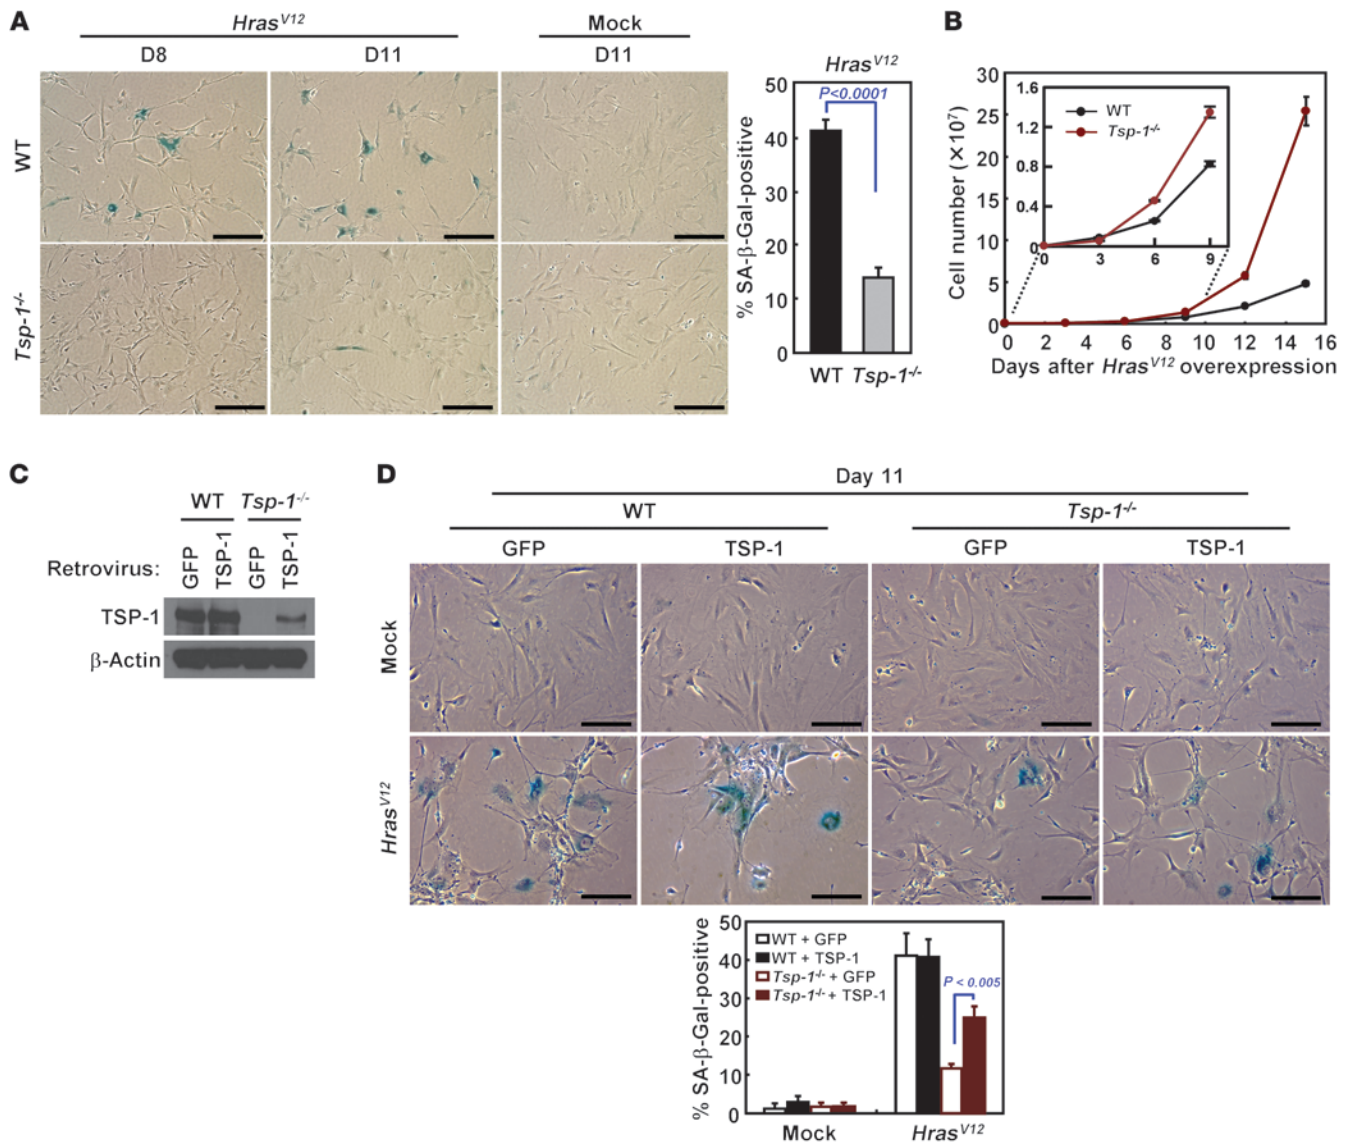 A
Hras^V12
Mock
D8
D11
D11
WT
Tsp-1^-/-
Hras^V12
P<0.0001
% SA-β-Gal-positive
50
40
30
20
10
0
WT Tsp-1^-/-
B
Cell number (×10^7)
30
25
20
15
10
5
0
1.6
1.2
0.8
0.4
0
WT
Tsp-1^-/-
0 3 6 9
0 2 4 6 8 10 12 14 16
Days after Hras^V12 overexpression
C
WT Tsp-1^-/-
Retrovirus: GFP TSP-1 GFP TSP-1
TSP-1
β-Actin
D
Day 11
WT
Tsp-1^-/-
GFP
TSP-1
GFP
TSP-1
Mock
Hras^V12
% SA-β-Gal-positive
50
40
30
20
10
0
WT + GFP
WT + TSP-1
Tsp-1^-/- + GFP
Tsp-1^-/- + TSP-1
P < 0.005
Mock
Hras^V12